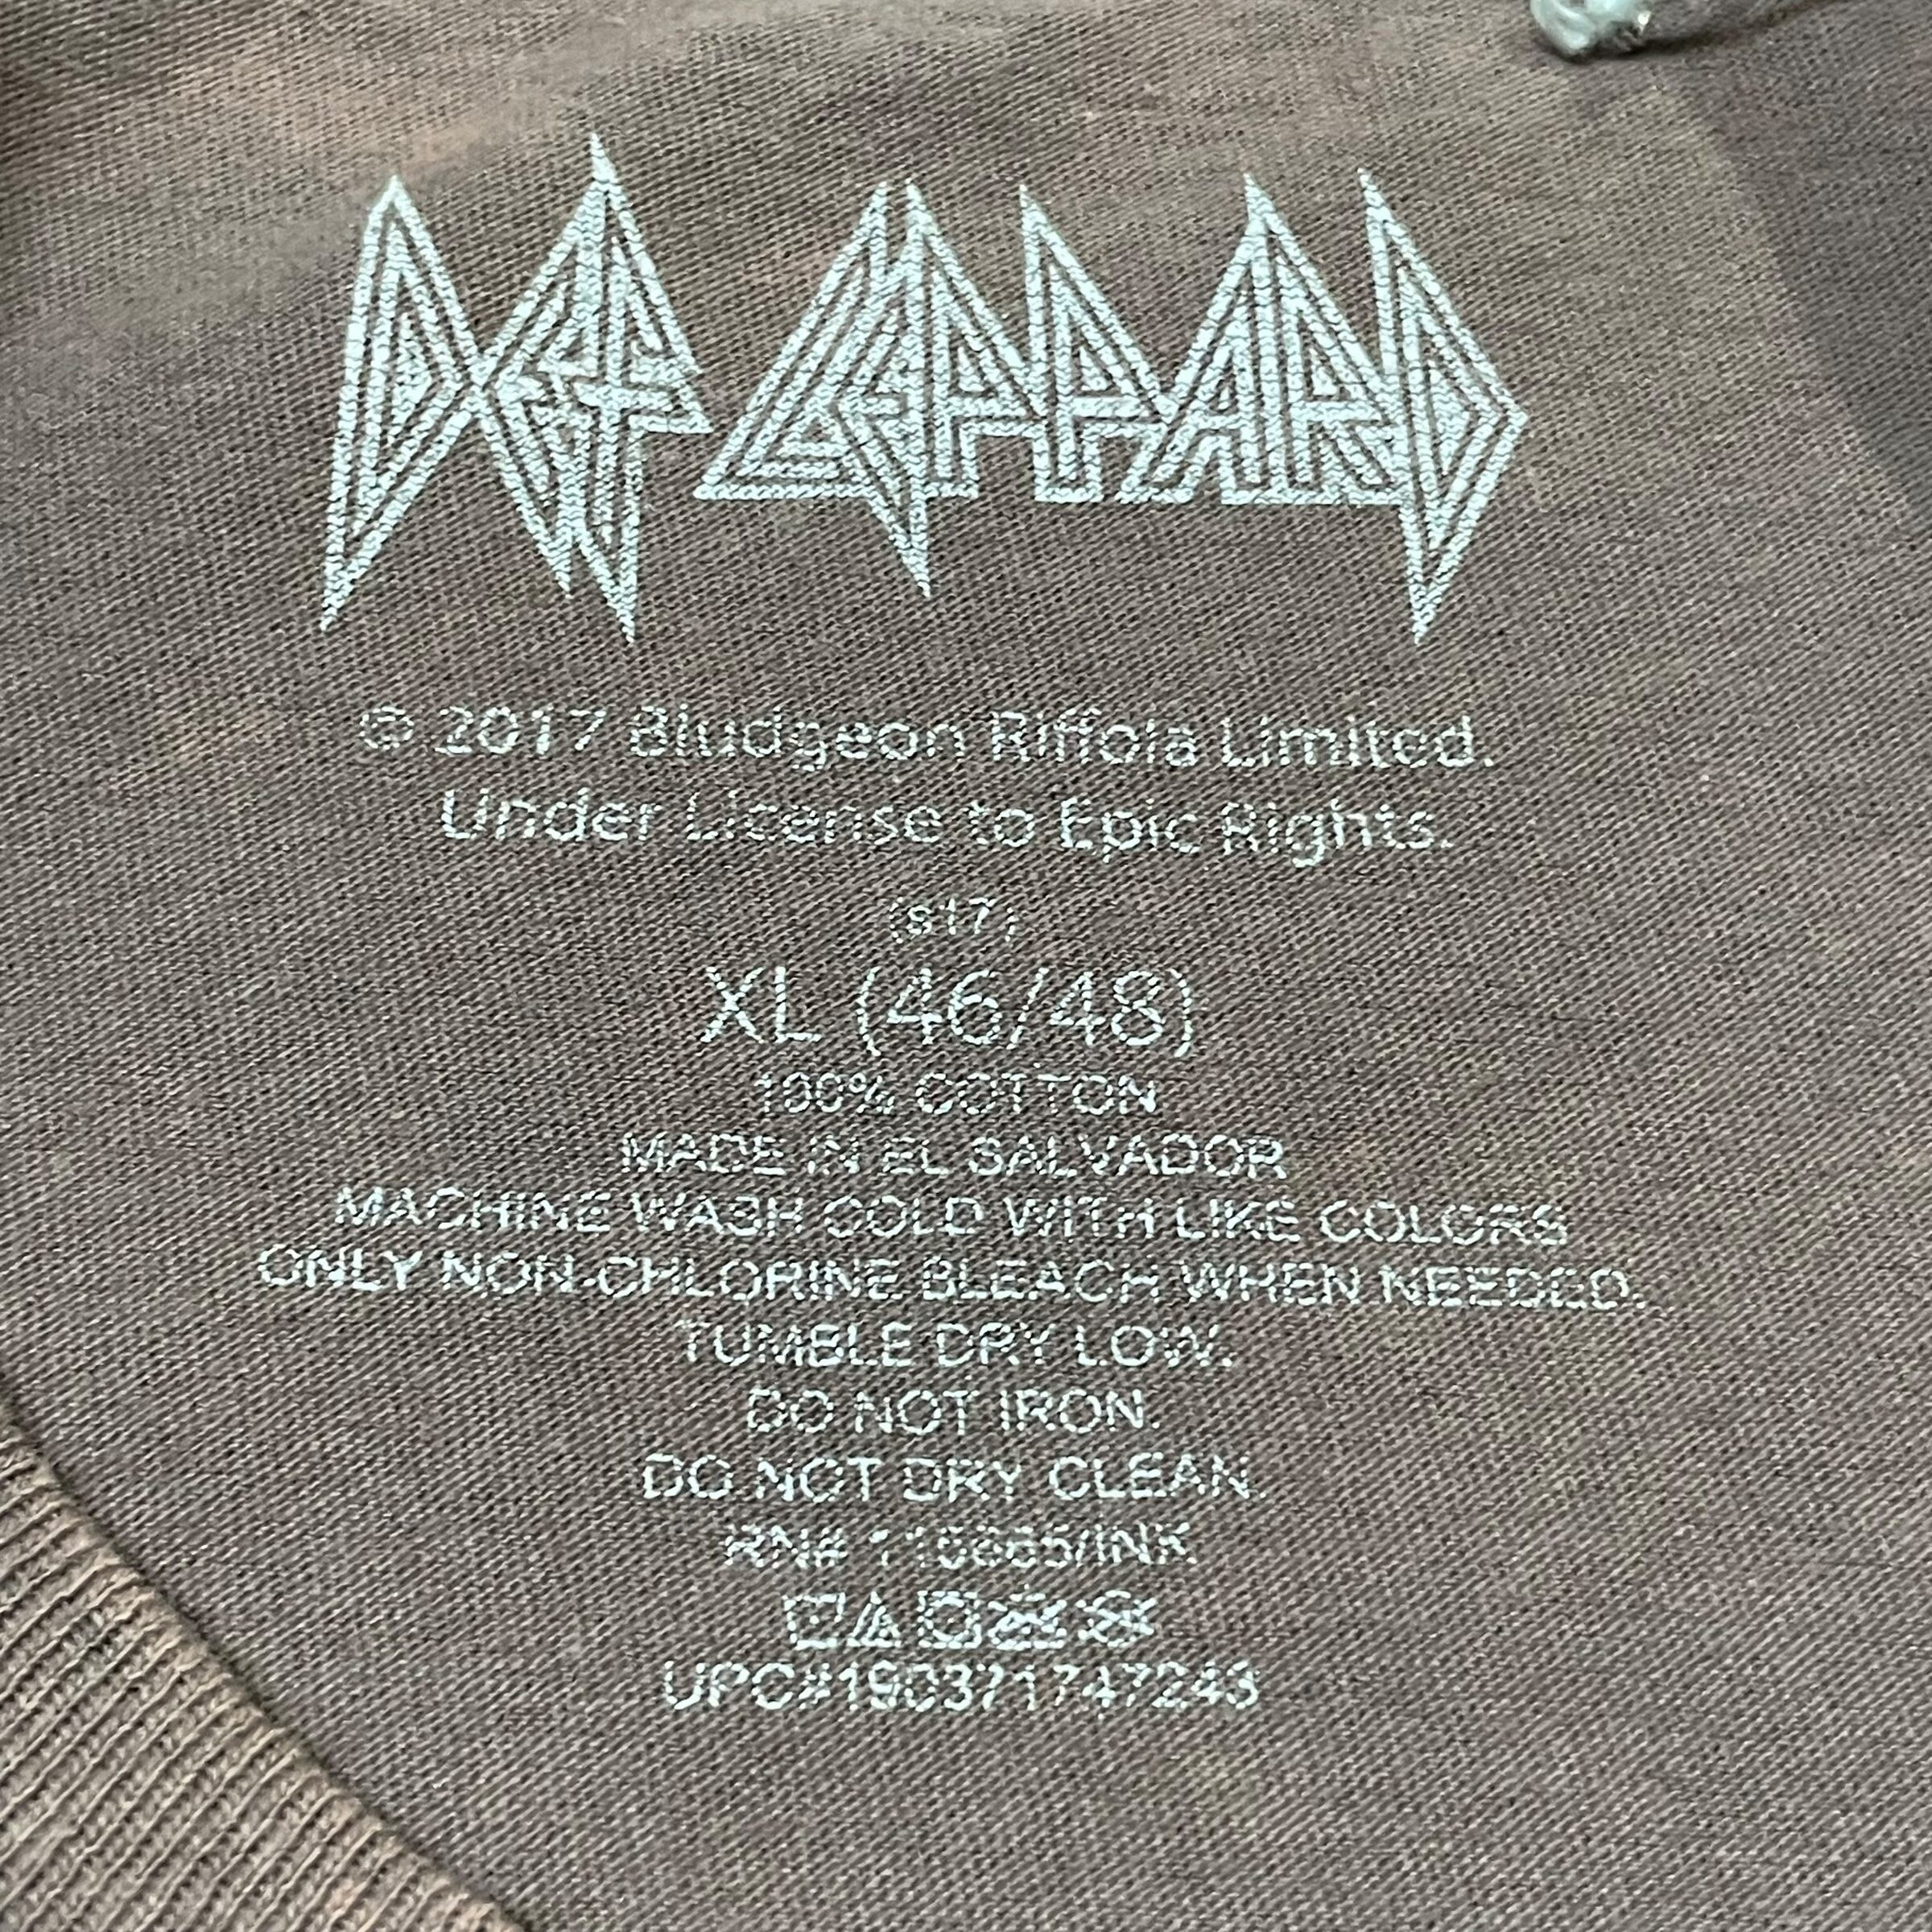 DEF LEPPARD
© 2017 Bludgeon Riffola Limited.
Under License to Epic Rights.
(s17)
XL (46/48)
100% COTTON
MADE IN EL SALVADOR
MACHINE WASH COLD WITH LIKE COLORS
ONLY NON-CHLORINE BLEACH WHEN NEEDED.
TUMBLE DRY LOW.
DO NOT IRON.
DO NOT DRY CLEAN.
RN#
UPC#190371747243